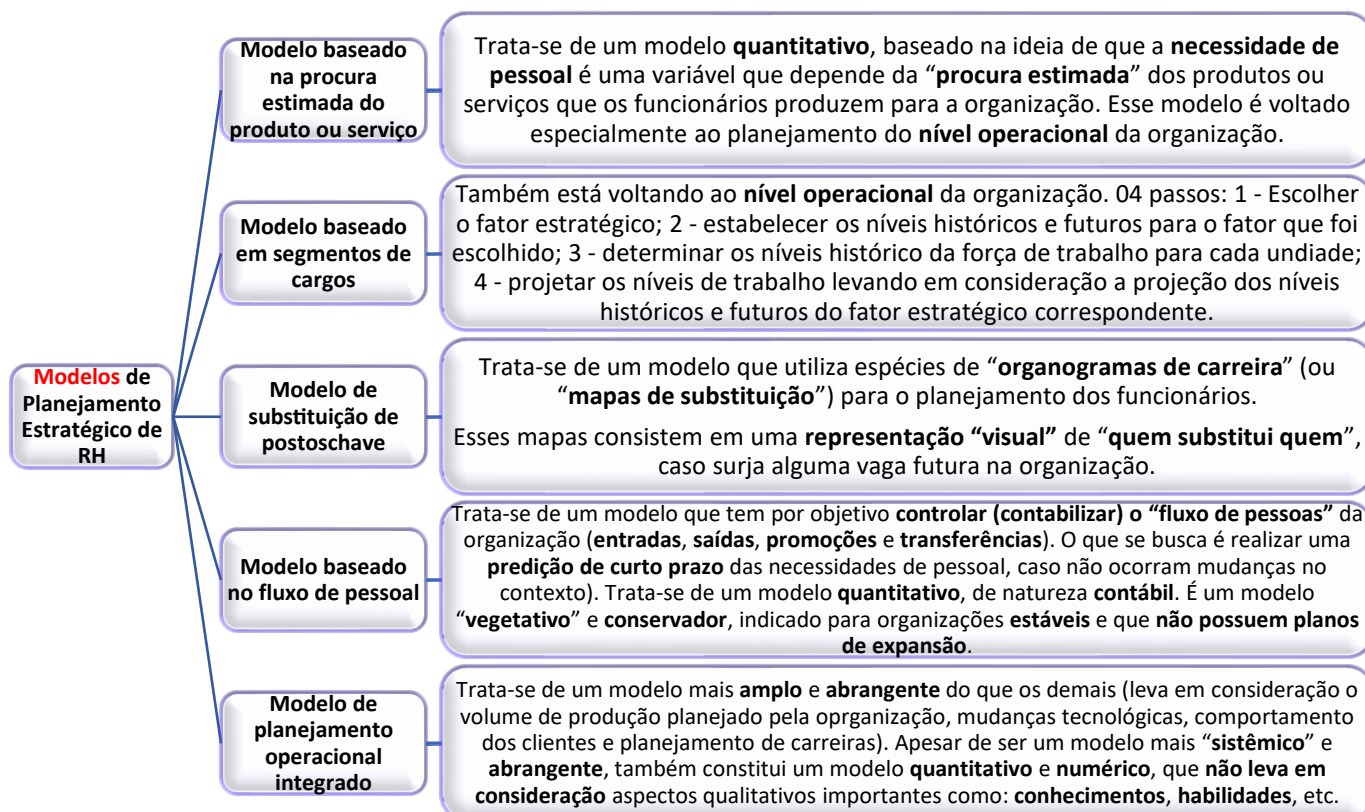 Modelos de
Planejamento
Estratégico de
RH
Modelo baseado
na procura
estimada do
produto ou serviço
Trata-se de um modelo quantitativo, baseado na ideia de que a necessidade de
pessoal é uma variável que depende da “procura estimada” dos produtos ou
serviços que os funcionários produzem para a organização. Esse modelo é voltado
especialmente ao planejamento do nível operacional da organização.
Modelo baseado
em segmentos de
cargos
Também está voltando ao nível operacional da organização. 04 passos: 1 - Escolher
o fator estratégico; 2 - estabelecer os níveis históricos e futuros para o fator que foi
escolhido; 3 - determinar os níveis histórico da força de trabalho para cada undiade;
4 - projetar os níveis de trabalho levando em consideração a projeção dos níveis
históricos e futuros do fator estratégico correspondente.
Modelo de
substituição de
postoschave
Trata-se de um modelo que utiliza espécies de “organogramas de carreira” (ou
“mapas de substituição”) para o planejamento dos funcionários.
Esses mapas consistem em uma representação “visual” de “quem substitui quem”,
caso surja alguma vaga futura na organização.
Modelo baseado
no fluxo de pessoal
Trata-se de um modelo que tem por objetivo controlar (contabilizar) o “fluxo de pessoas” da
organização (entradas, saídas, promoções e transferências). O que se busca é realizar uma
predição de curto prazo das necessidades de pessoal, caso não ocorram mudanças no
contexto). Trata-se de um modelo quantitativo, de natureza contábil. É um modelo
“vegetativo” e conservador, indicado para organizações estáveis e que não possuem planos
de expansão.
Modelo de
planejamento
operacional
integrado
Trata-se de um modelo mais amplo e abrangente do que os demais (leva em consideração o
volume de produção planejado pela oprganização, mudanças tecnológicas, comportamento
dos clientes e planejamento de carreiras). Apesar de ser um modelo mais “sistêmico” e
abrangente, também constitui um modelo quantitativo e numérico, que não leva em
consideração aspectos qualitativos importantes como: conhecimentos, habilidades, etc.